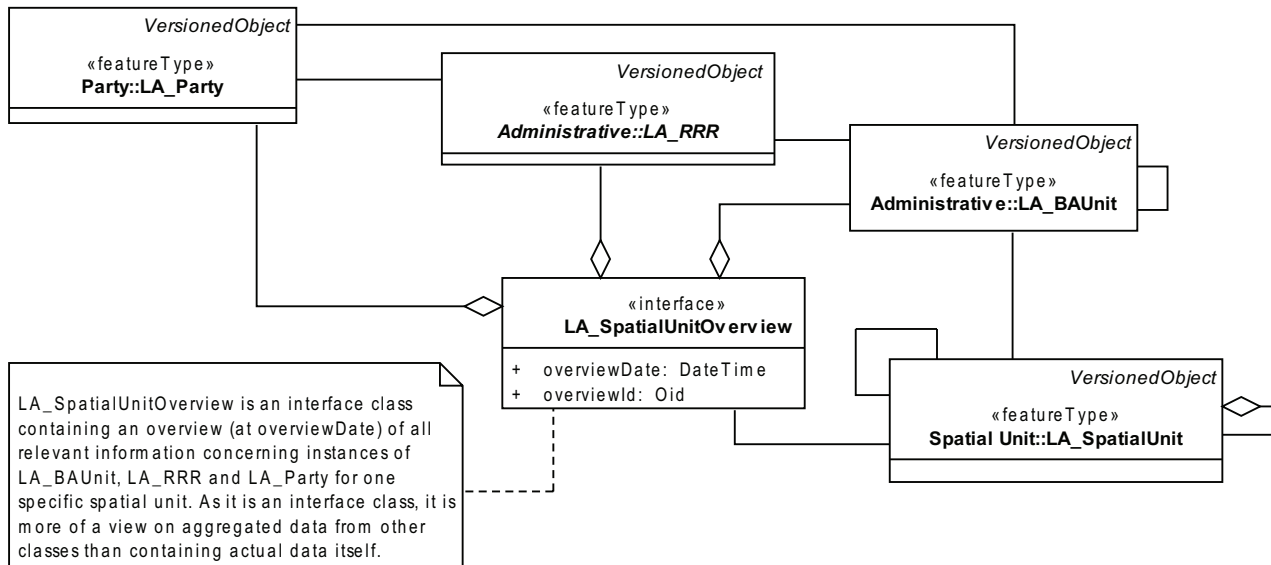 VersionedObject
«featureType»
Party::LA_Party
VersionedObject
«featureType»
Administrative::LA_RRR
VersionedObject
«featureType»
Administrative::LA_BAUnit
«interface»
LA_SpatialUnitOverview
+ overviewDate: DateTime
+ overviewId: Oid
VersionedObject
«featureType»
Spatial Unit::LA_SpatialUnit
LA_SpatialUnitOverview is an interface class
containing an overview (at overviewDate) of all
relevant information concerning instances of
LA_BAUnit, LA_RRR and LA_Party for one
specific spatial unit. As it is an interface class, it is
more of a view on aggregated data from other
classes than containing actual data itself.